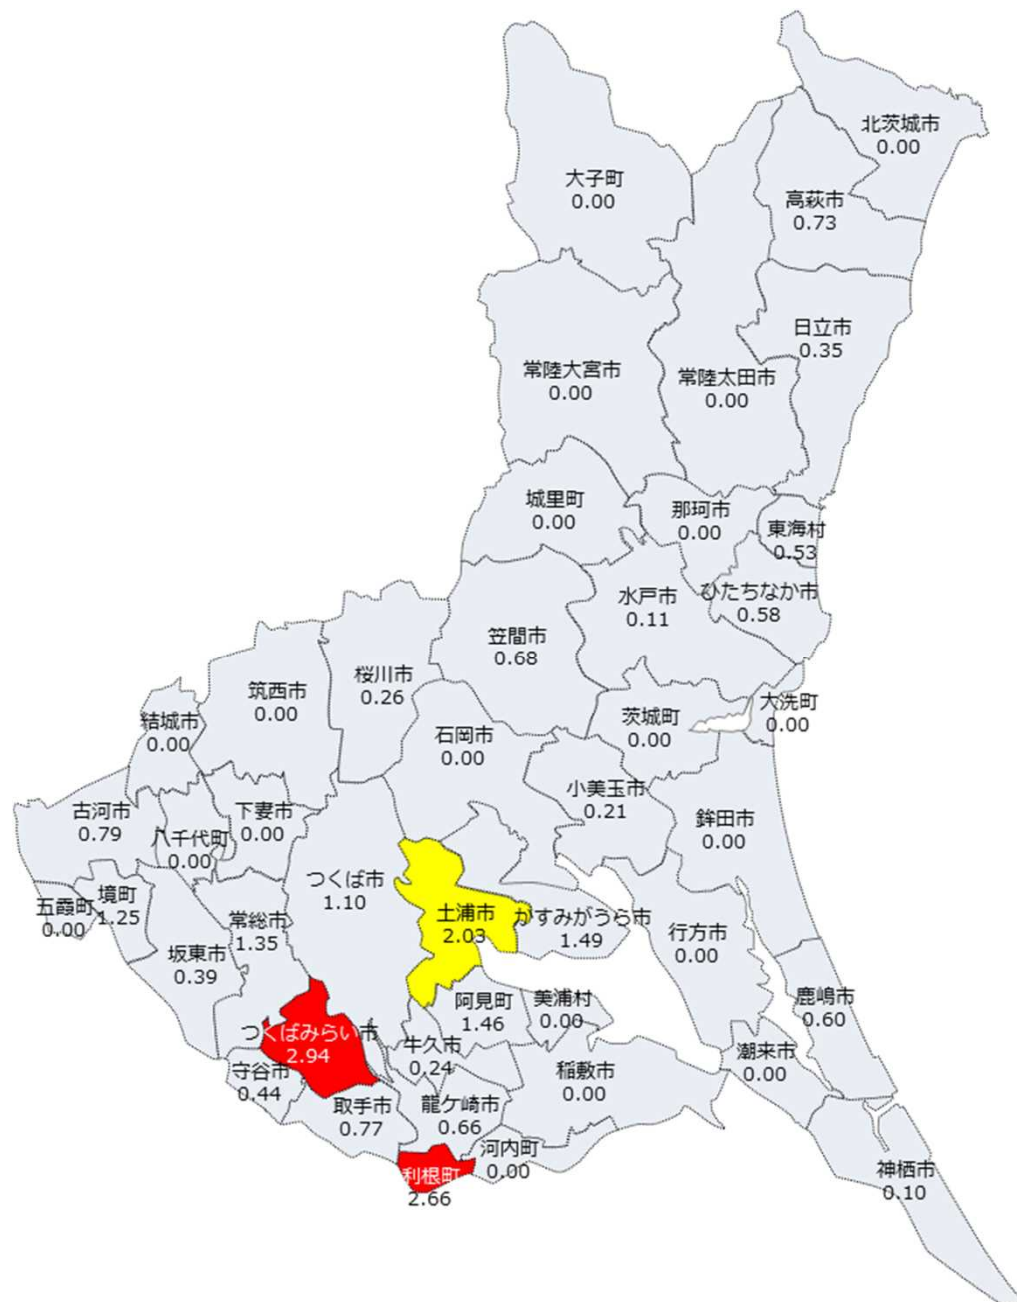 北茨城市
0.00
大子町
0.00
高萩市
0.73
日立市
0.35
常陸大宮市
0.00
常陸太田市
0.00
城里町
0.00
那珂市
0.00
東海村
0.53
ひたちなか市
0.58
水戸市
0.11
笠間市
0.68
桜川市
0.26
筑西市
0.00
結城市
0.00
大洗町
0.00
茨城町
0.00
石岡市
0.00
小美玉市
0.21
鉾田市
0.00
古河市
0.79
八千代町
0.00
下妻市
0.00
つくば市
1.10
土浦市
2.03
かすみがうら市
1.49
五霞町
0.00
境町
1.25
常総市
1.35
坂東市
0.39
行方市
0.00
阿見町
1.46
美浦村
0.00
鹿嶋市
0.60
つくばみらい市
2.94
牛久市
0.24
潮来市
0.00
守谷市
0.44
稲敷市
0.00
取手市
0.77
龍ケ崎市
0.66
河内町
0.00
利根町
2.66
神栖市
0.10